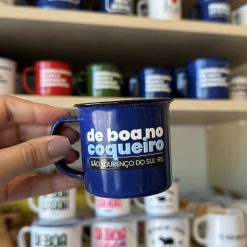 de boa no
coqueiro
SÃO LOURENÇO DO SUL-RS